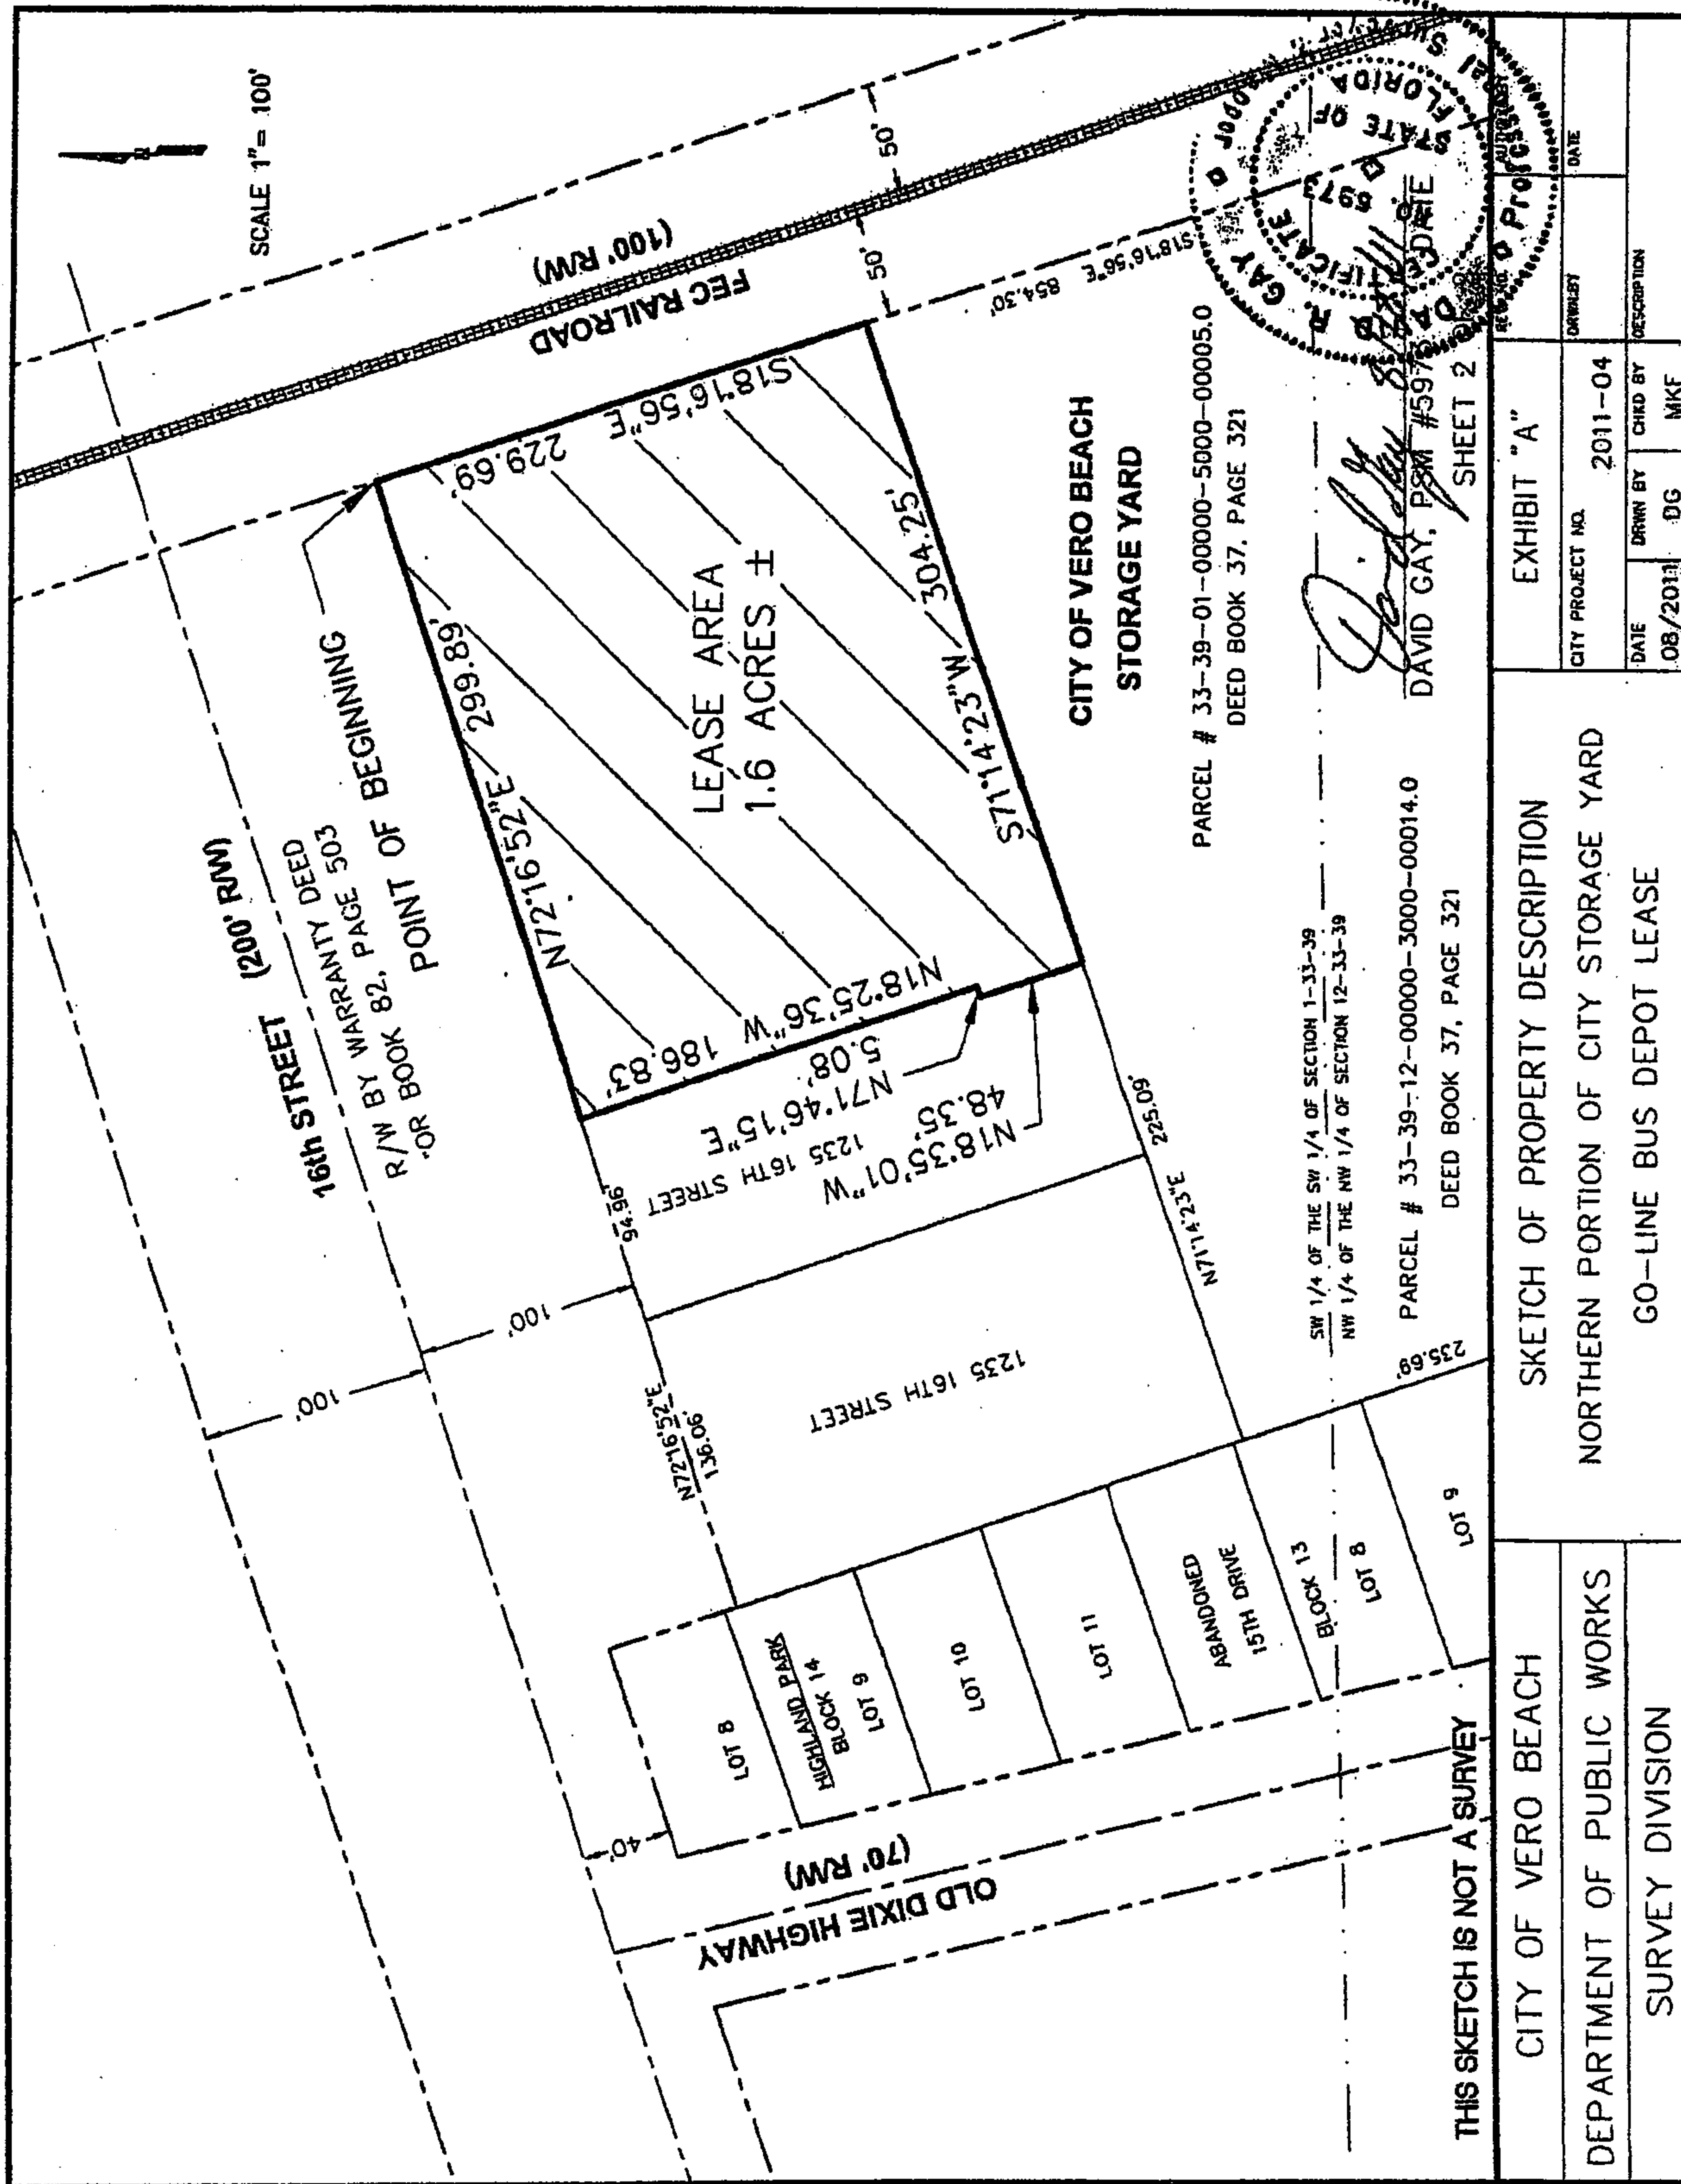 SCALE 1"= 100'
16th STREET (200' R/W)
R/W BY WARRANTY DEED
OR BOOK 82, PAGE 503
POINT OF BEGINNING
FEC RAILROAD
(100' R/W)
50'
50'
N72°16'52"E 299.89'
229.69' S18°16'56"E
LEASE AREA
1.6 ACRES ±
S71°14'23"W 304.25'
186.83' N18°25'36"W
5.08'
N71°46'15"E
48.35'
N18°35'01"W
1235 16TH STREET
94.96'
100'
100'
N72°16'52"E
136.06'
1235 16TH STREET
N71°14'23"E 225.09'
854.30' S18°16'56"E
CITY OF VERO BEACH
STORAGE YARD
PARCEL # 33-39-01-00000-5000-00005.0
DEED BOOK 37, PAGE 321
SW 1/4 OF THE SW 1/4 OF SECTION 1-33-39
NW 1/4 OF THE NW 1/4 OF SECTION 12-33-39
PARCEL # 33-39-12-00000-3000-00014.0
DEED BOOK 37, PAGE 321
235.69'
LOT 8
HIGHLAND PARK
BLOCK 14
LOT 9
LOT 10
LOT 11
ABANDONED
15TH DRIVE
BLOCK 13
LOT 8
LOT 9
40'
OLD DIXIE HIGHWAY
(70' R/W)
THIS SKETCH IS NOT A SURVEY
DAVID GAY, PSM #5973 DATE
SHEET 2
DAVID R. GAY
CERTIFICATE
NO. 5973
STATE OF
FLORIDA
CITY OF VERO BEACH
DEPARTMENT OF PUBLIC WORKS
SURVEY DIVISION
SKETCH OF PROPERTY DESCRIPTION
NORTHERN PORTION OF CITY STORAGE YARD
GO-LINE BUS DEPOT LEASE
EXHIBIT "A"
CITY PROJECT NO.
2011-04
DATE
08/2011
DRWN BY
DG
CHKD BY
MKF
DESCRIPTION
DATE